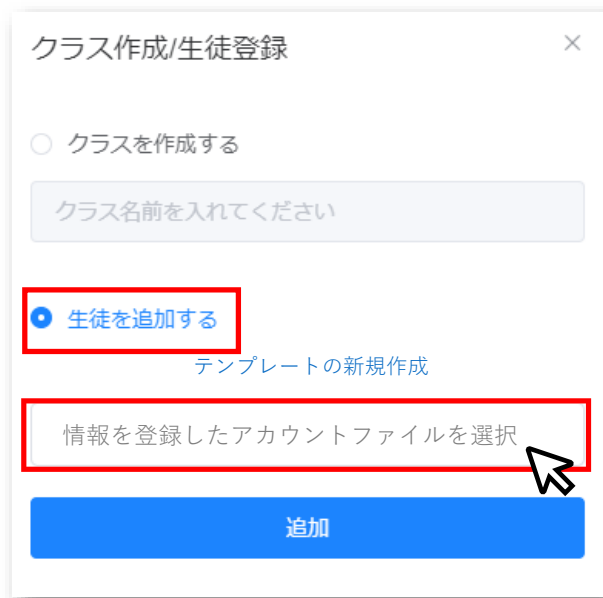 クラス作成/生徒登録
クラスを作成する
クラス名前を入れてください
生徒を追加する
テンプレートの新規作成
情報を登録したアカウントファイルを選択
追加